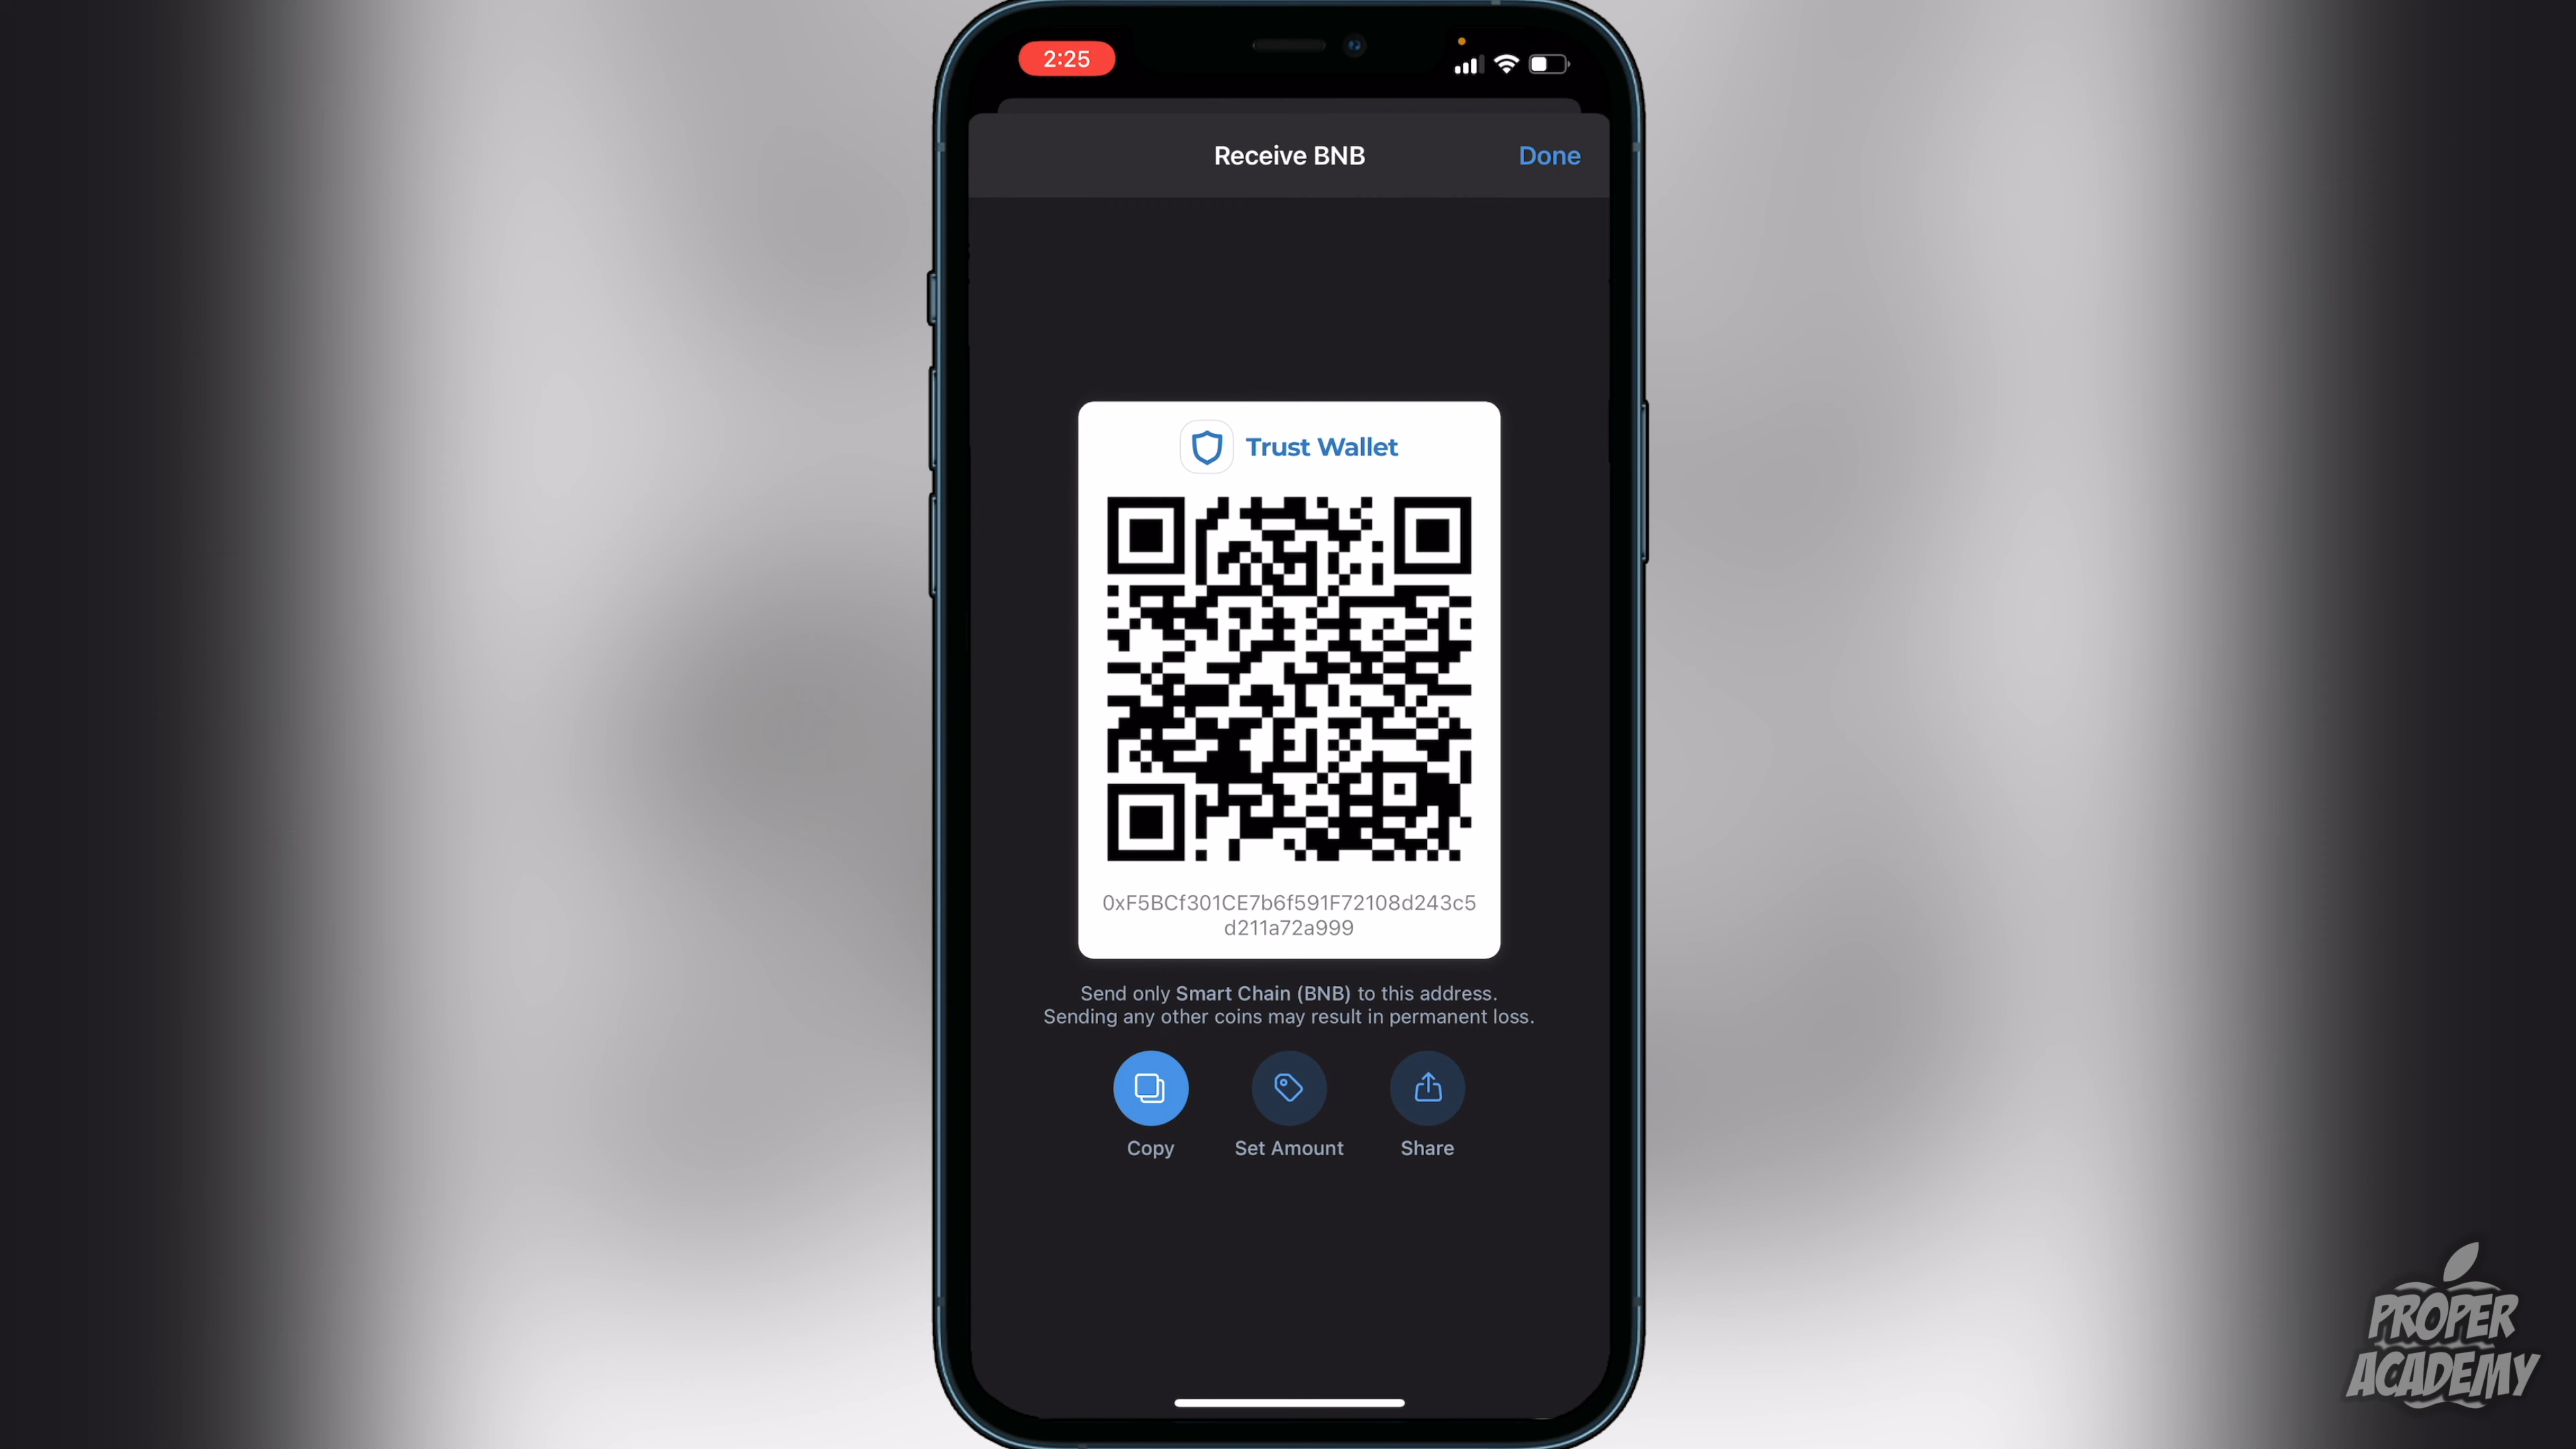 2:25
Receive BNB
Done
Trust Wallet
0xF5BCf301CE7b6f591F72108d243c5
d211a72a999
Send only Smart Chain (BNB) to this address.
Sending any other coins may result in permanent loss.
Copy
Set Amount
Share
PROPER
ACADEMY